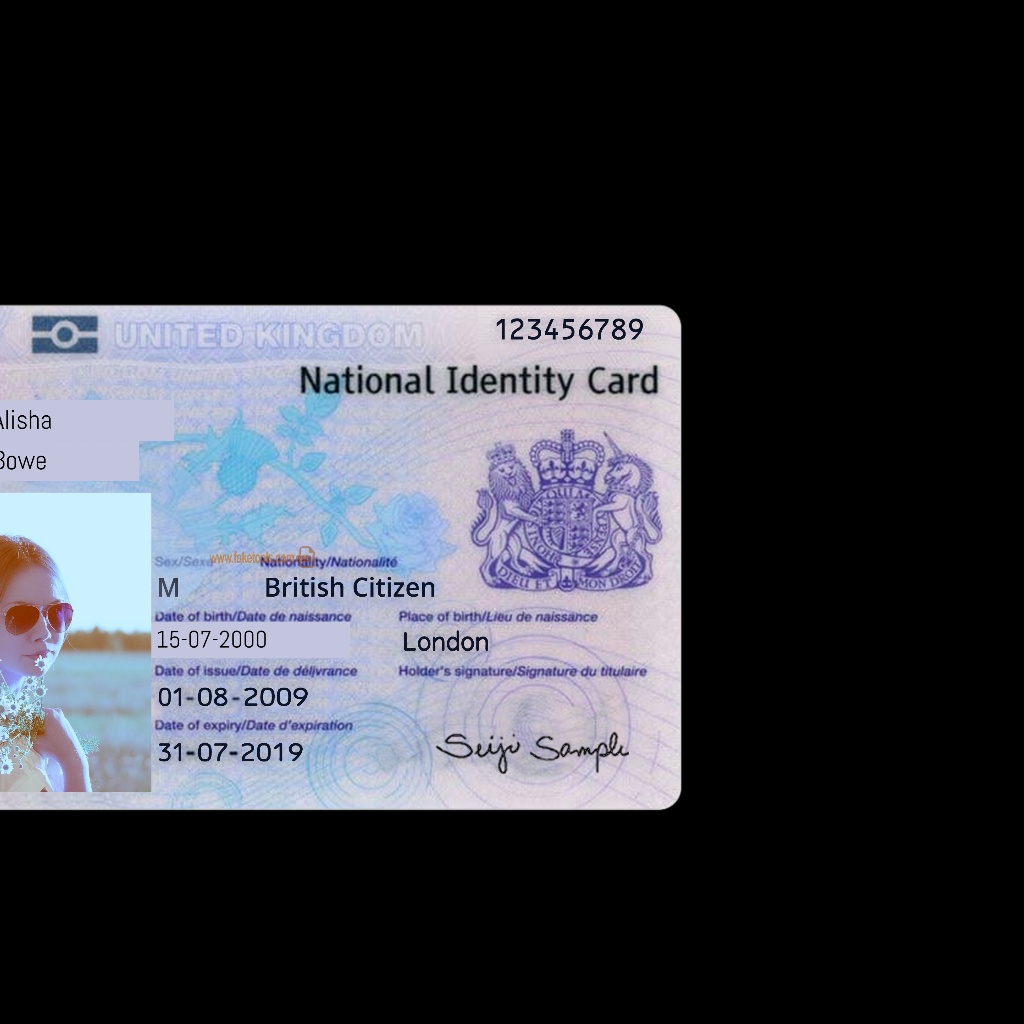 UNITED KINGDOM
123456789
National Identity Card
Alisha
Bowe
Sex/Sexe
Nationality/Nationalité
M
British Citizen
Date of birth/Date de naissance
Place of birth/Lieu de naissance
15-07-2000
London
Date of issue/Date de délivrance
Holder's signature/Signature du titulaire
01-08-2009
Date of expiry/Date d'expiration
31-07-2019
Seiji Sample
DIEU ET MON DROIT